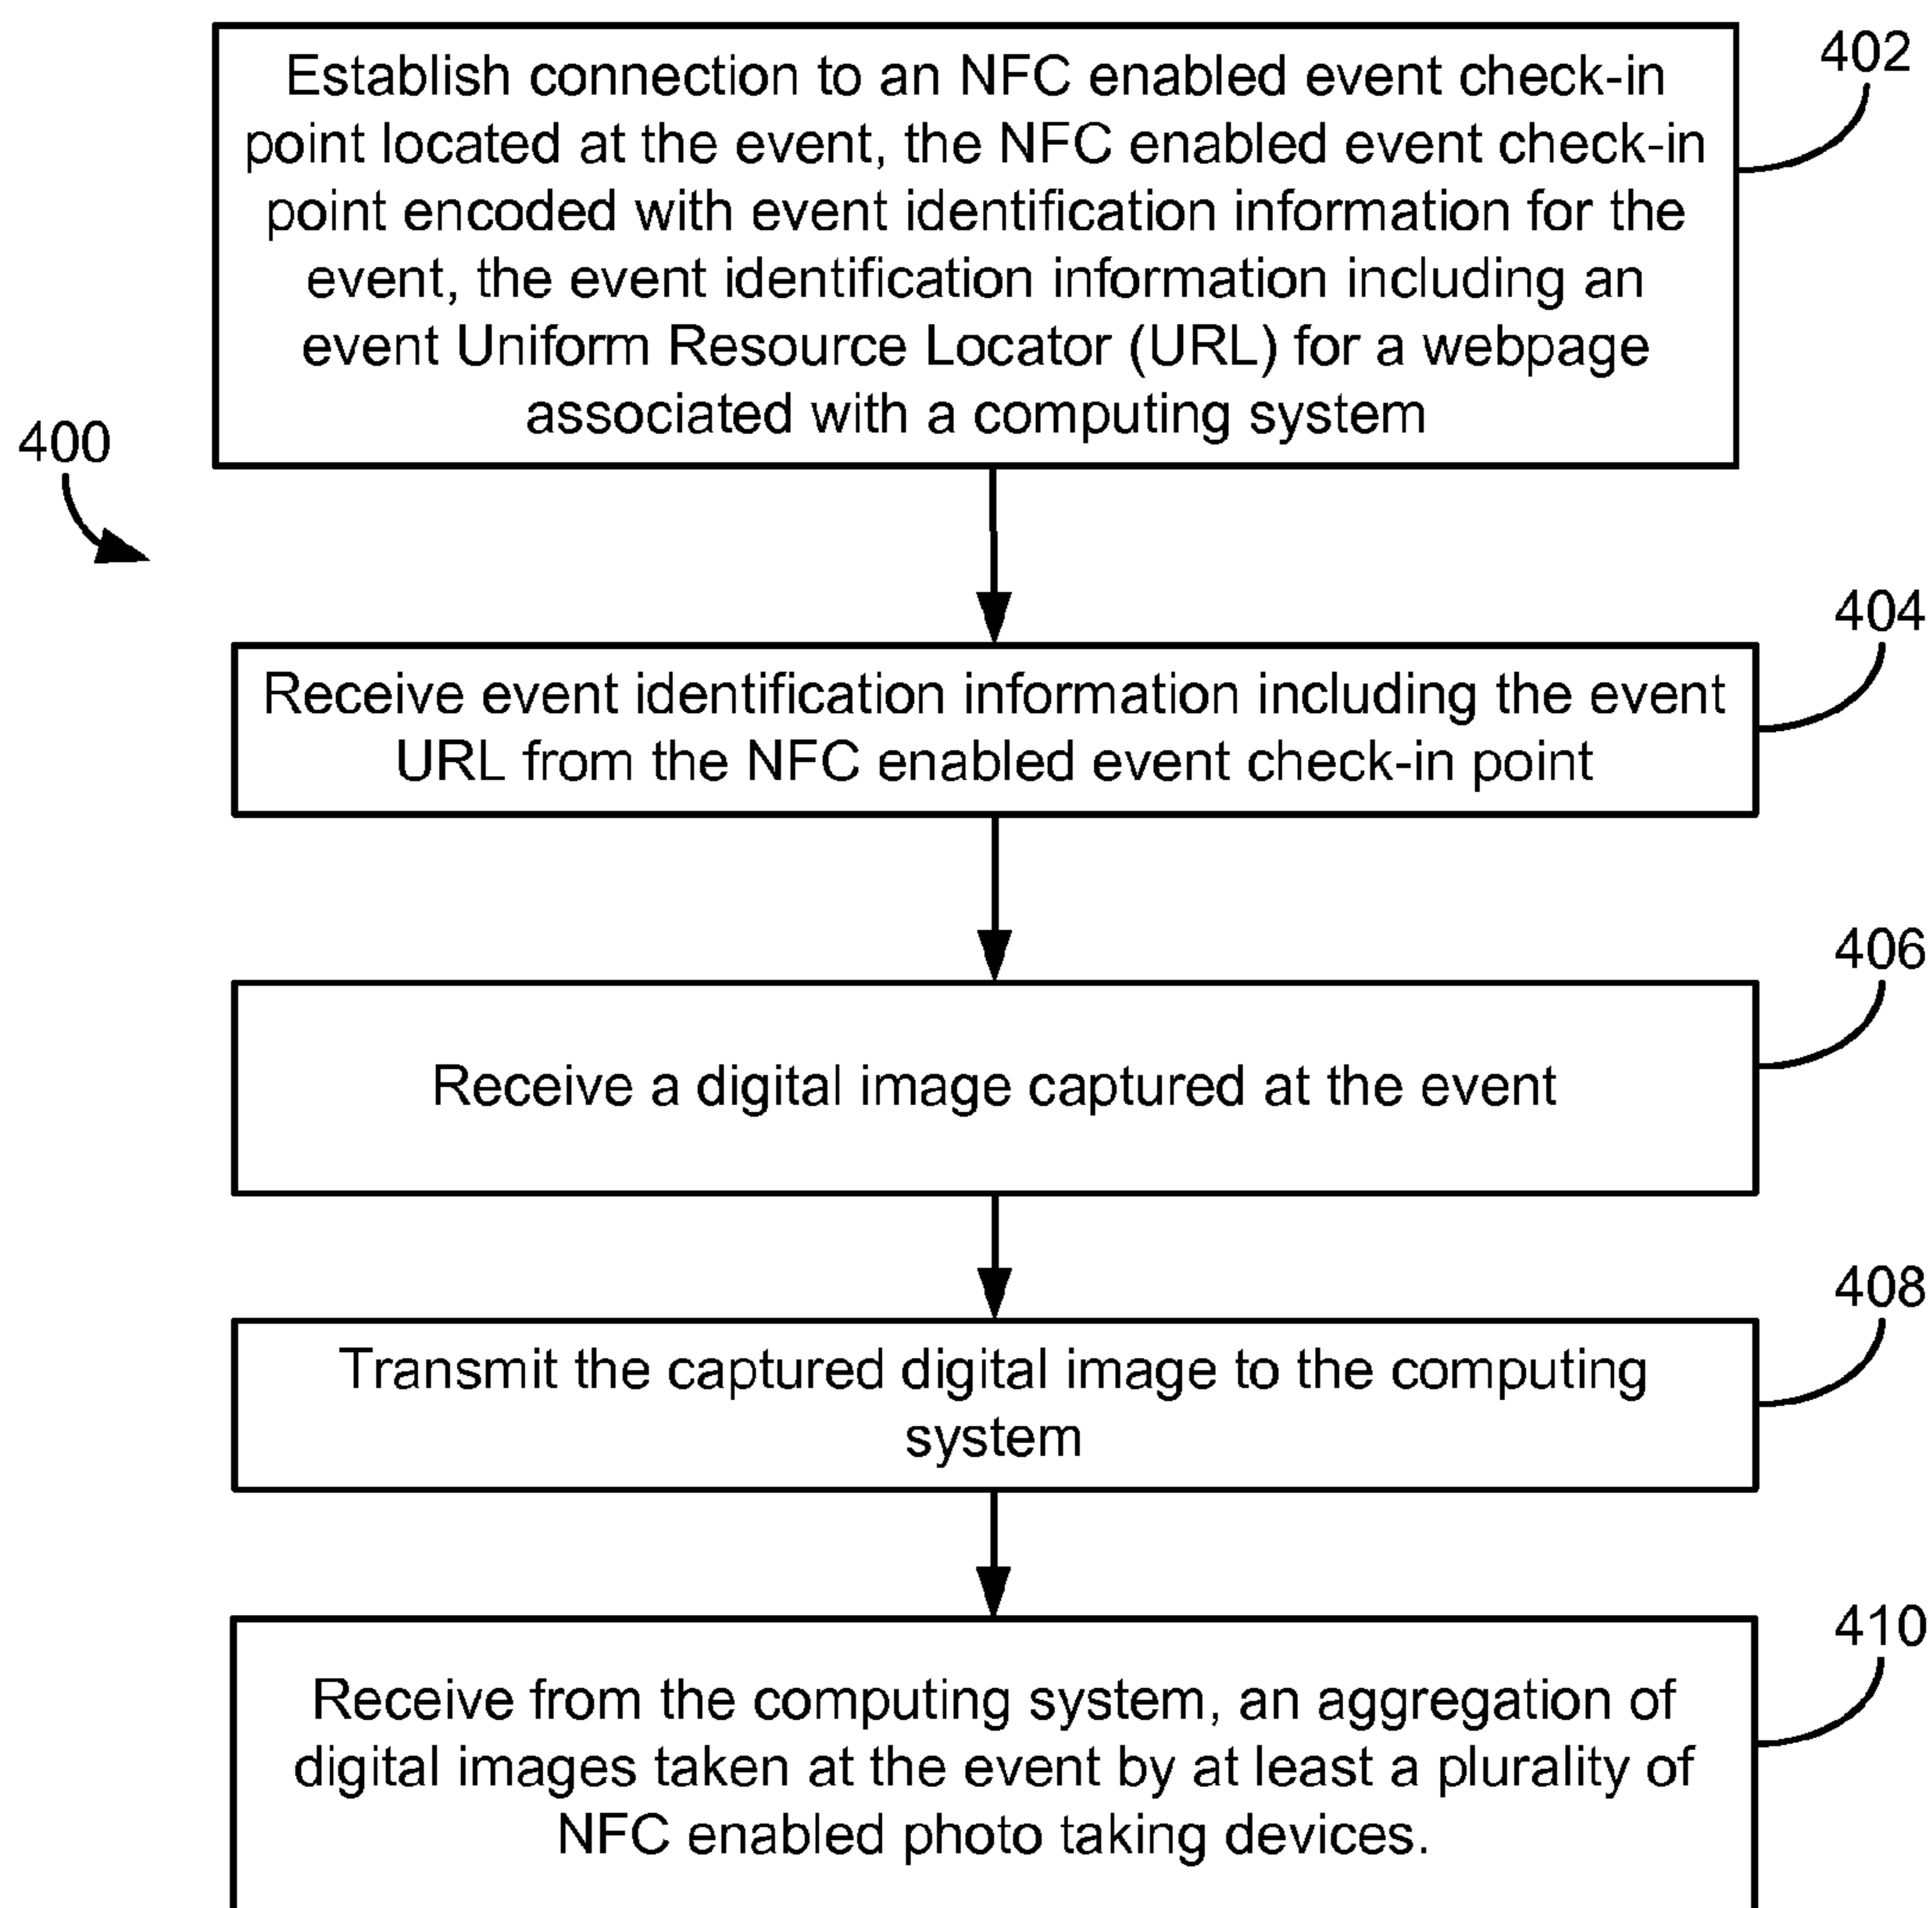 Establish connection to an NFC enabled event check-in
point located at the event, the NFC enabled event check-in
point encoded with event identification information for the
event, the event identification information including an
event Uniform Resource Locator (URL) for a webpage
associated with a computing system
402
400
Receive event identification information including the event
URL from the NFC enabled event check-in point
404
Receive a digital image captured at the event
406
Transmit the captured digital image to the computing
system
408
Receive from the computing system, an aggregation of
digital images taken at the event by at least a plurality of
NFC enabled photo taking devices.
410